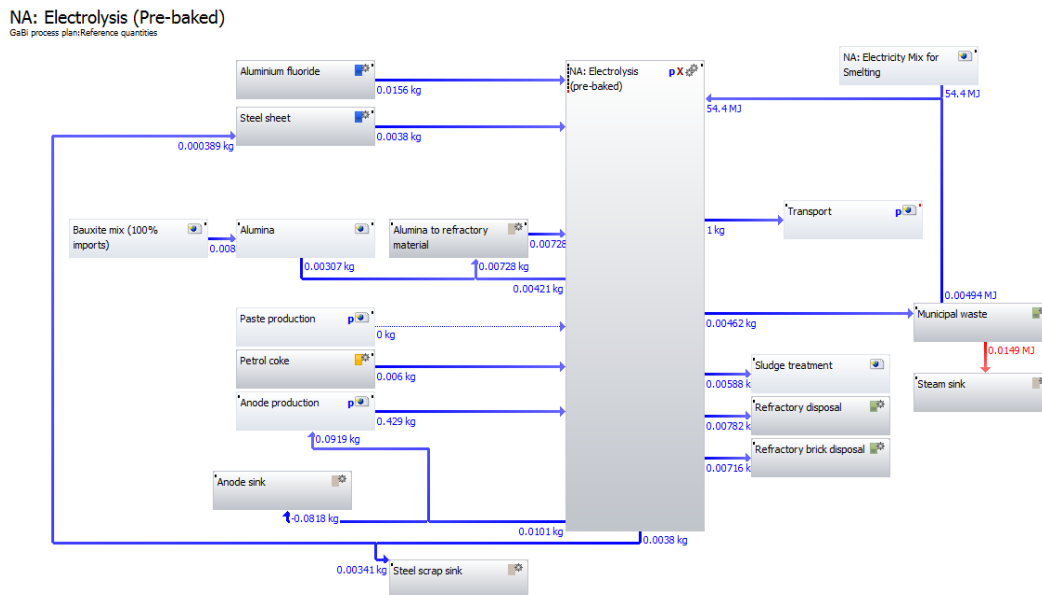 NA: Electrolysis (Pre-baked)
GaBi process plan:Reference quantities
Aluminium fluoride
0.0156 kg
Steel sheet
0.0038 kg
0.000389 kg
NA: Electrolysis
(pre-baked)
p X
NA: Electricity Mix for
Smelting
54.4 MJ
54.4 MJ
Bauxite mix (100%
imports)
0.008
Alumina
0.00307 kg
Alumina to refractory
material
0.00728
0.00728 kg
0.00421 kg
Transport
p
1 kg
Paste production
p
0 kg
Petrol coke
0.006 kg
Anode production
p
0.429 kg
0.0919 kg
Anode sink
-0.0818 kg
0.0101 kg
0.0038 kg
0.00341 kg
Steel scrap sink
0.00494 MJ
0.00462 kg
Municipal waste
0.0149 MJ
Steam sink
Sludge treatment
0.00588 k
Refractory disposal
0.00782 k
Refractory brick disposal
0.00716 k